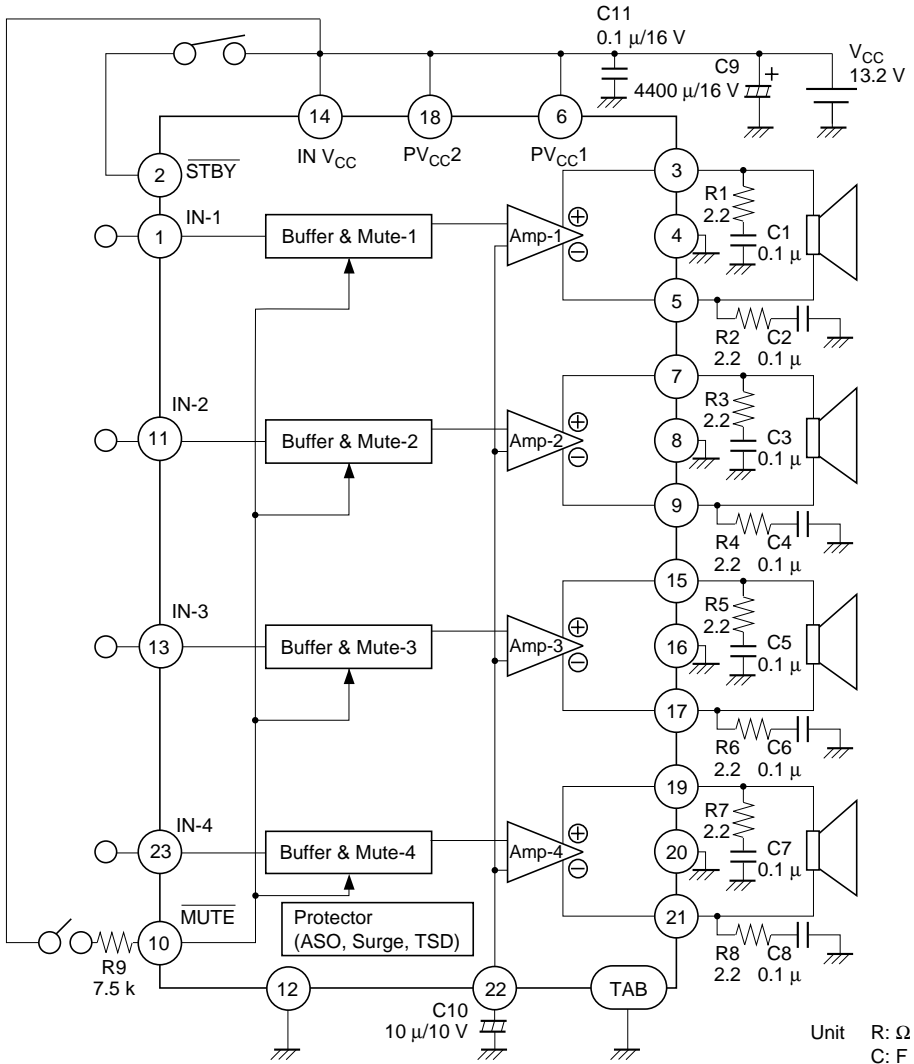 C11
0.1 μ/16 V
C9
+
4400 μ/16 V
V_CC
13.2 V
14
18
6
IN V_CC
PV_CC2
PV_CC1
2
STBY
3
1
IN-1
Buffer & Mute-1
Amp-1
+
−
4
R1
2.2
C1
0.1 μ
5
R2
2.2
C2
0.1 μ
7
11
IN-2
Buffer & Mute-2
Amp-2
+
−
8
R3
2.2
C3
0.1 μ
9
R4
2.2
C4
0.1 μ
15
13
IN-3
Buffer & Mute-3
Amp-3
+
−
16
R5
2.2
C5
0.1 μ
17
R6
2.2
C6
0.1 μ
19
23
IN-4
Buffer & Mute-4
Amp-4
+
−
20
R7
2.2
C7
0.1 μ
21
R8
2.2
C8
0.1 μ
10
MUTE
R9
7.5 k
Protector
(ASO, Surge, TSD)
12
22
TAB
C10
10 μ/10 V
Unit R: Ω
C: F